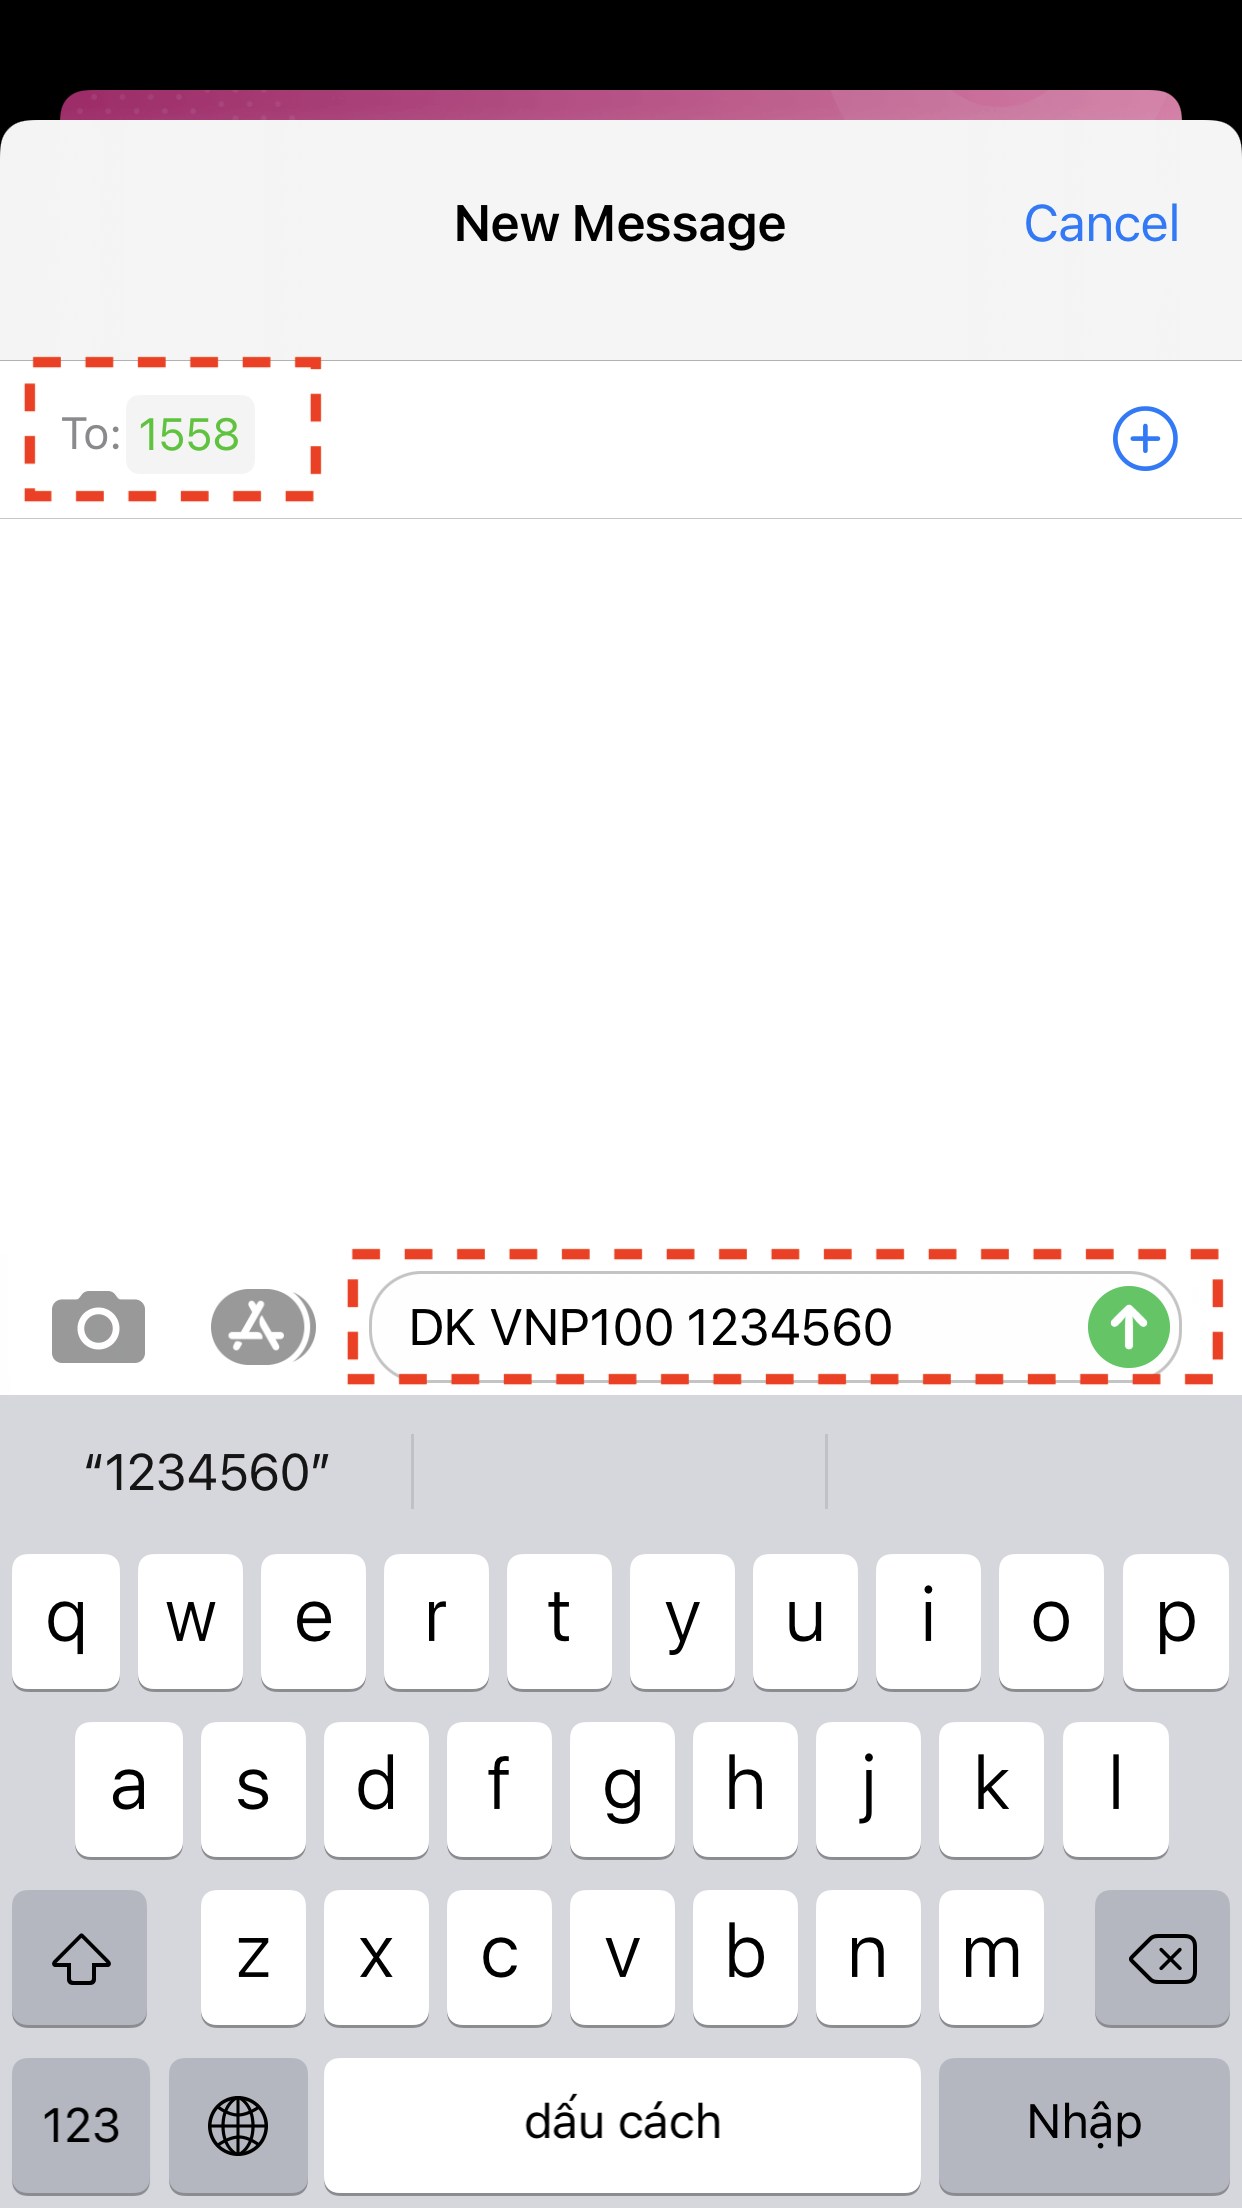 New Message
Cancel
To: 1558
DK VNP100 1234560
“1234560”
q w e r t y u i o p
a s d f g h j k l
z x c v b n m
123 dấu cách Nhập